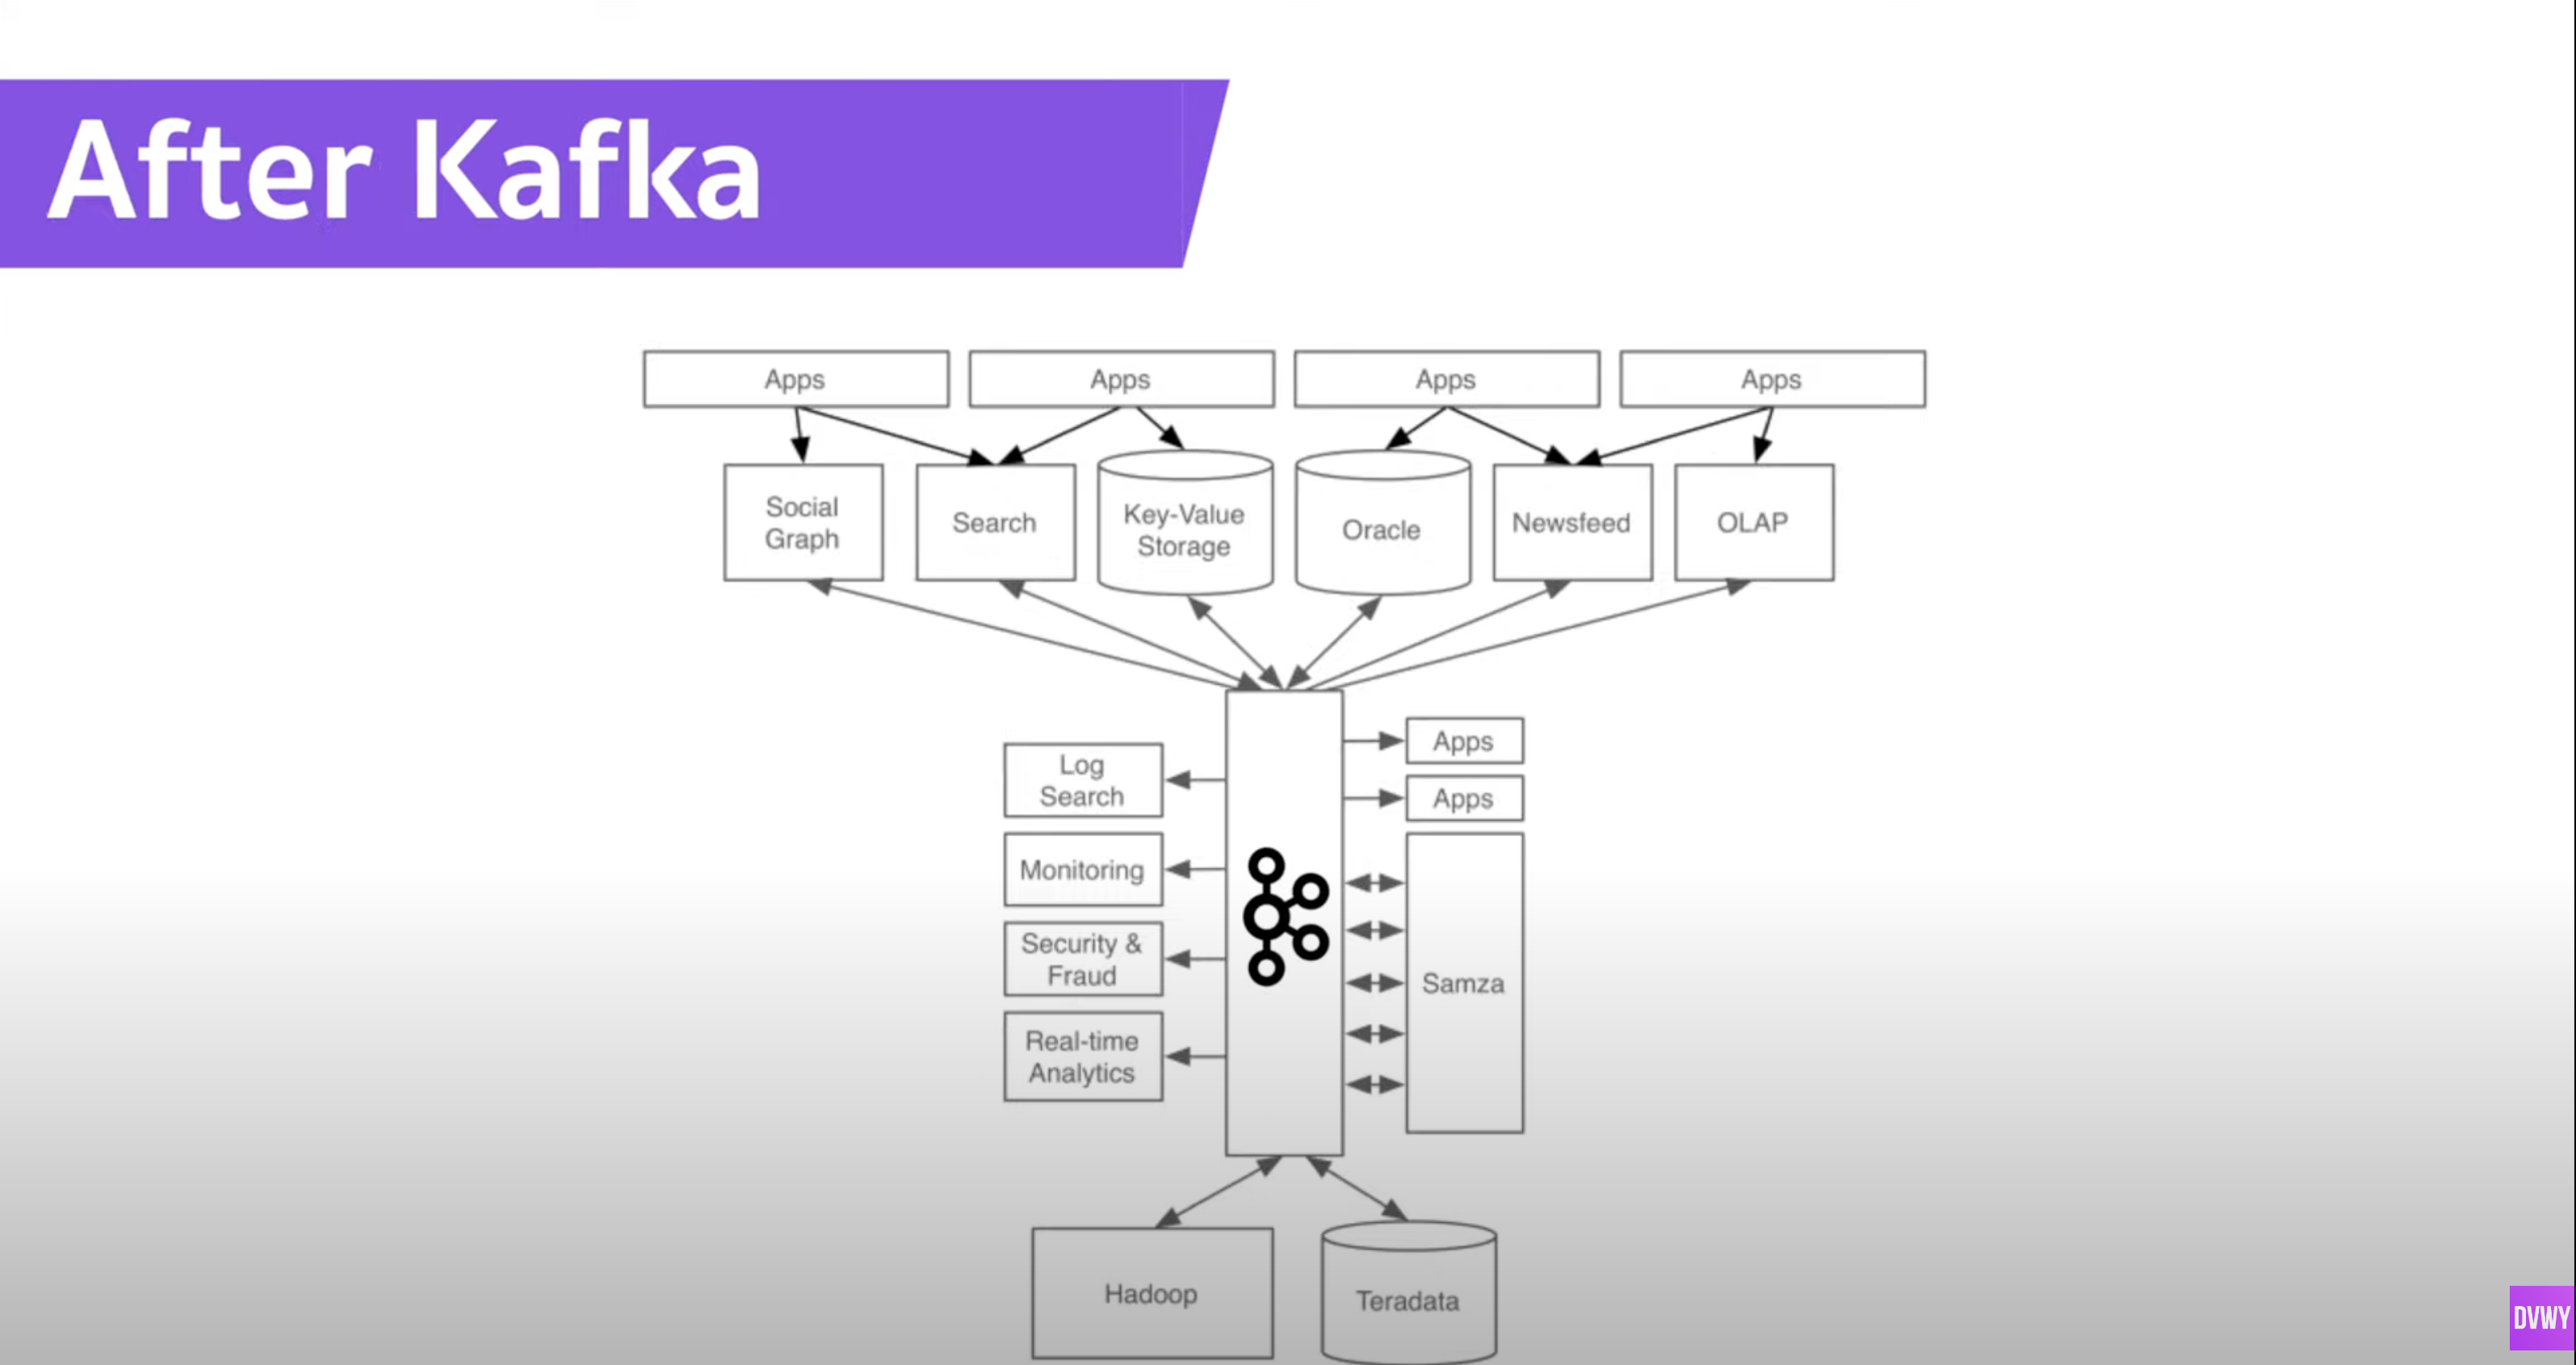 After Kafka
Apps
Apps
Apps
Apps
Social
Graph
Search
Key-Value
Storage
Oracle
Newsfeed
OLAP
Log
Search
Monitoring
Security &
Fraud
Real-time
Analytics
Apps
Apps
Samza
Hadoop
Teradata
DVWY